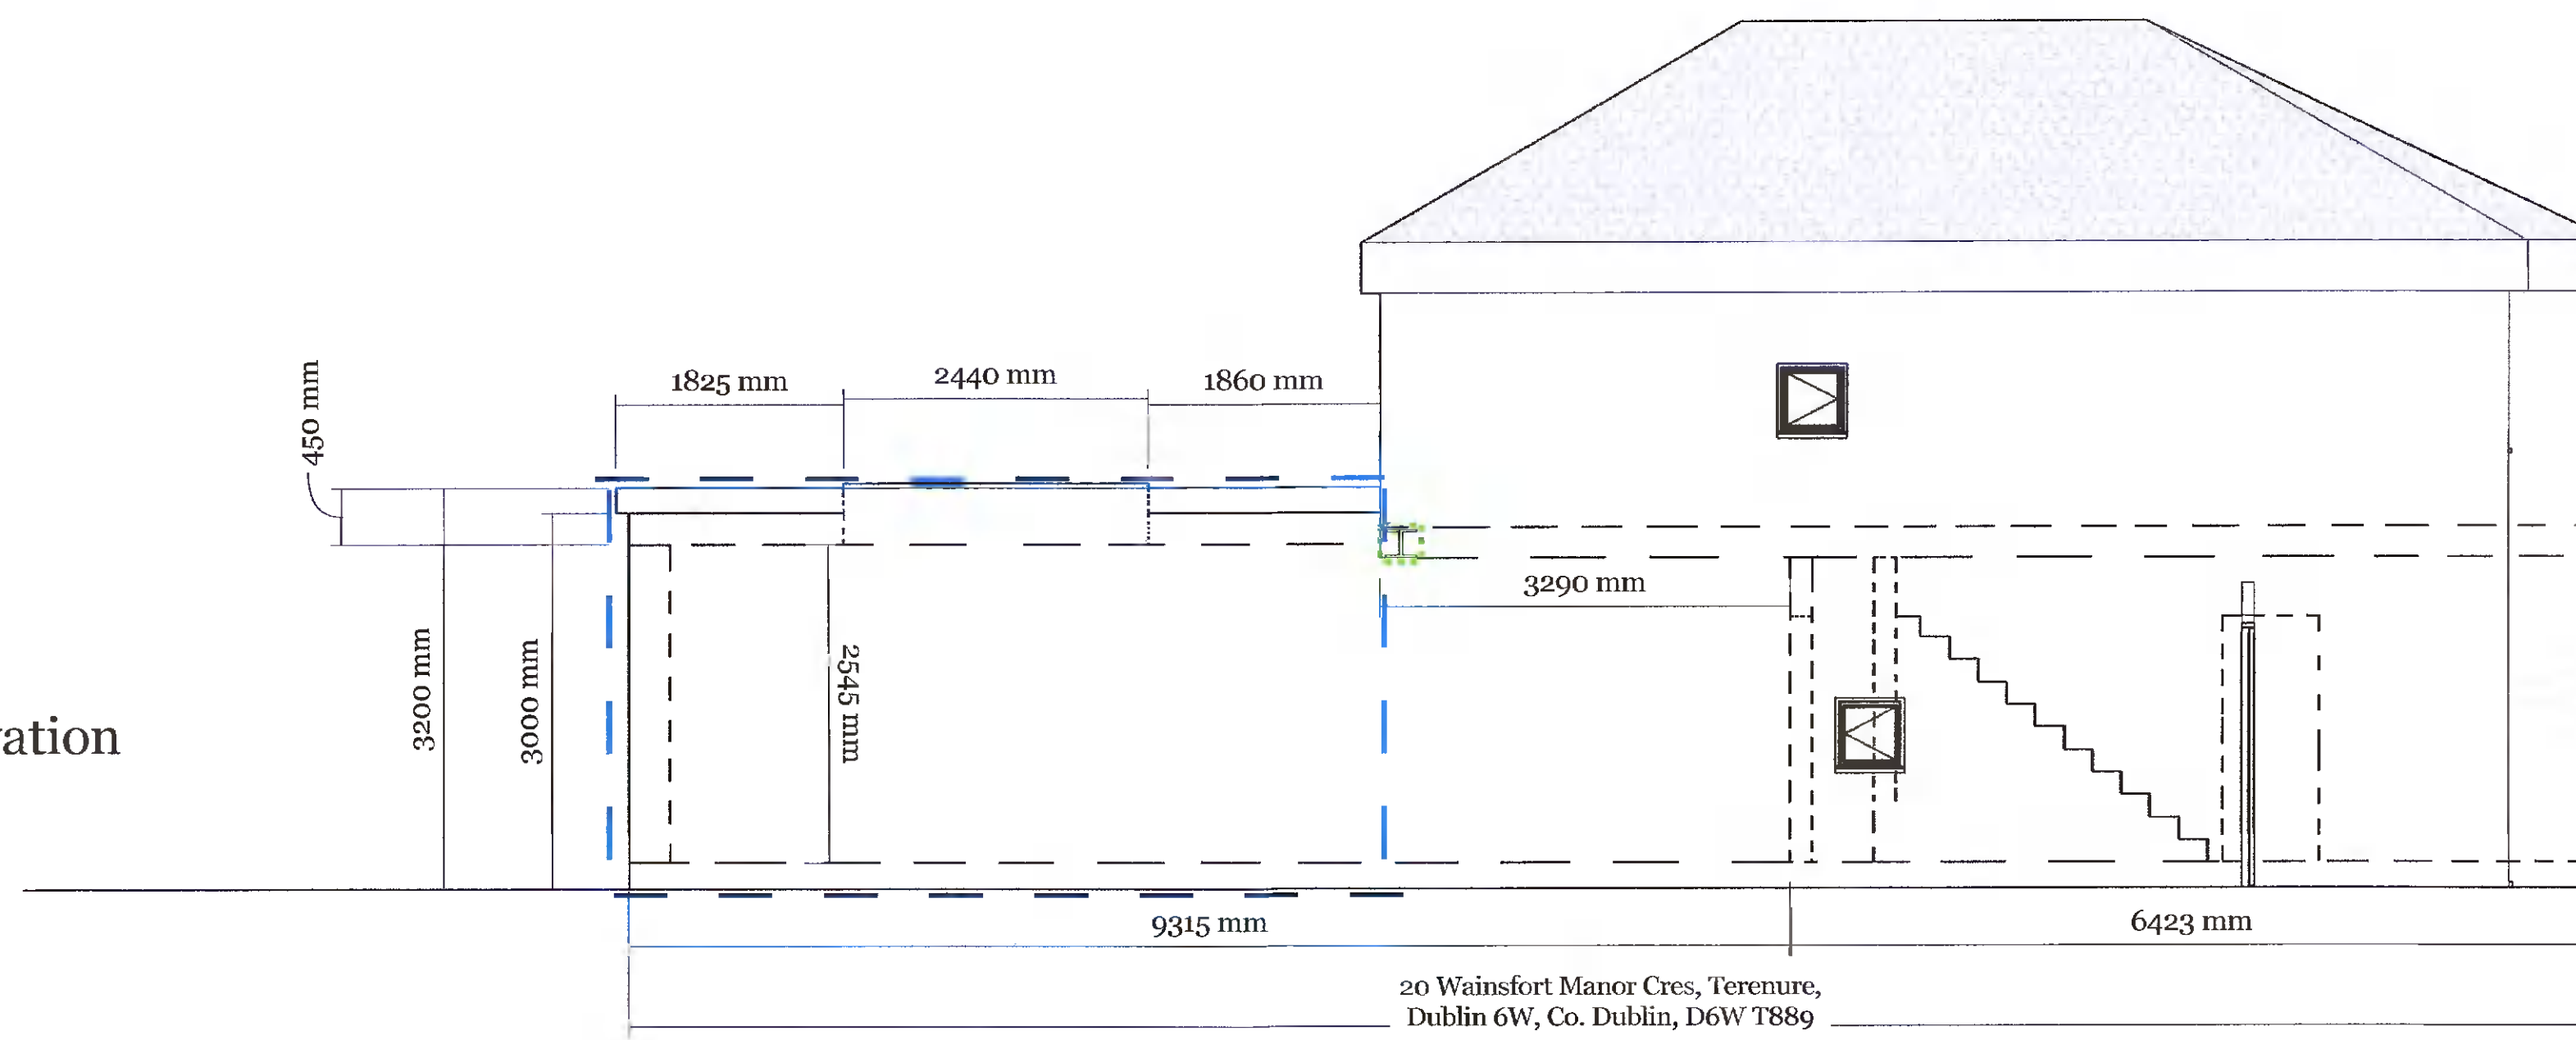 450 mm
1825 mm
2440 mm
1860 mm
3290 mm
3200 mm
3000 mm
2545 mm
ation
9315 mm
6423 mm
20 Wainsfort Manor Cres, Terenure,
Dublin 6W, Co. Dublin, D6W T889